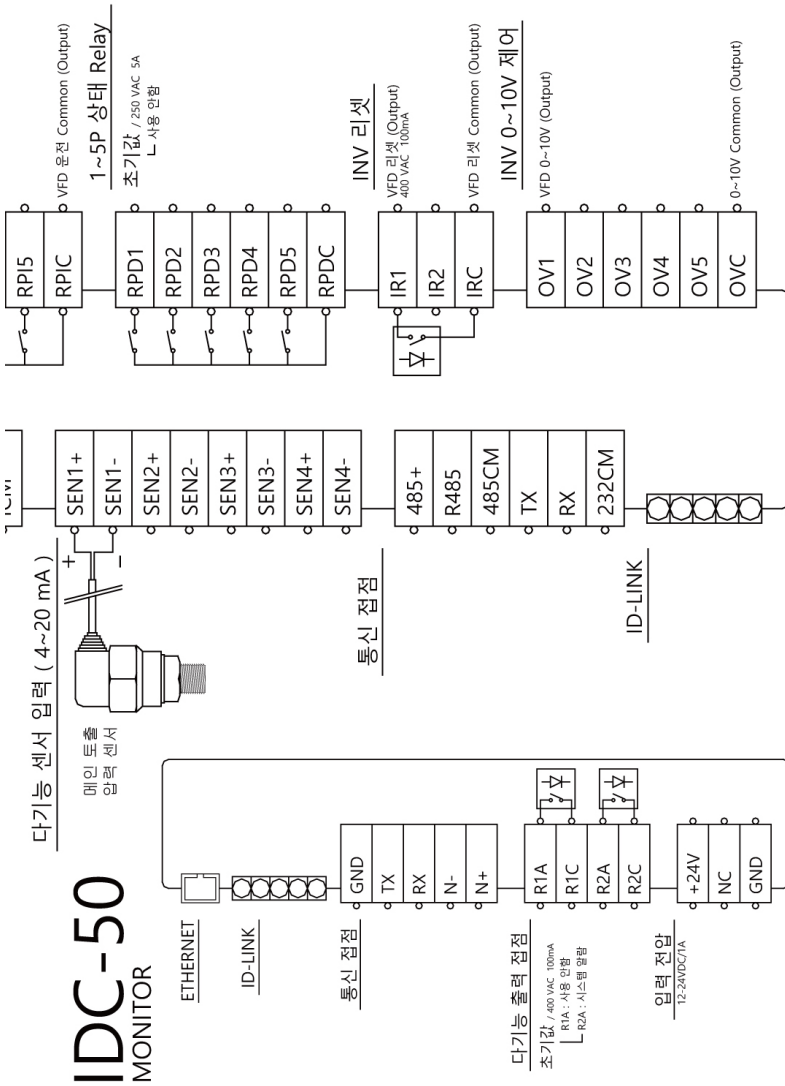 IDC-50
MONITOR
ETHERNET
ID-LINK
통신 접점
GND
TX
RX
N-
N+
다기능 출력 접점
초기값 / 400 VAC 100mA
R1A : 사용 안함
R2A : 시스템 알람
R1A
R1C
R2A
R2C
입력 전압
12-24VDC/1A
+24V
NC
GND
다기능 센서 입력 ( 4~20 mA )
메인 토출
압력 센서
+
-
SEN1+
SEN1-
SEN2+
SEN2-
SEN3+
SEN3-
SEN4+
SEN4-
통신 접점
485+
R485
485CM
TX
RX
232CM
ID-LINK
RPI5
RPIC
VFD 운전 Common (Output)
1~5P 상태 Relay
초기값 / 250 VAC 5A
사용 안함
RPD1
RPD2
RPD3
RPD4
RPD5
RPDC
INV 리셋
VFD 리셋 (Output)
400 VAC 100mA
IR1
IR2
IRC
VFD 리셋 Common (Output)
INV 0~10V 제어
VFD 0~10V (Output)
OV1
OV2
OV3
OV4
OV5
OVC
0~10V Common (Output)